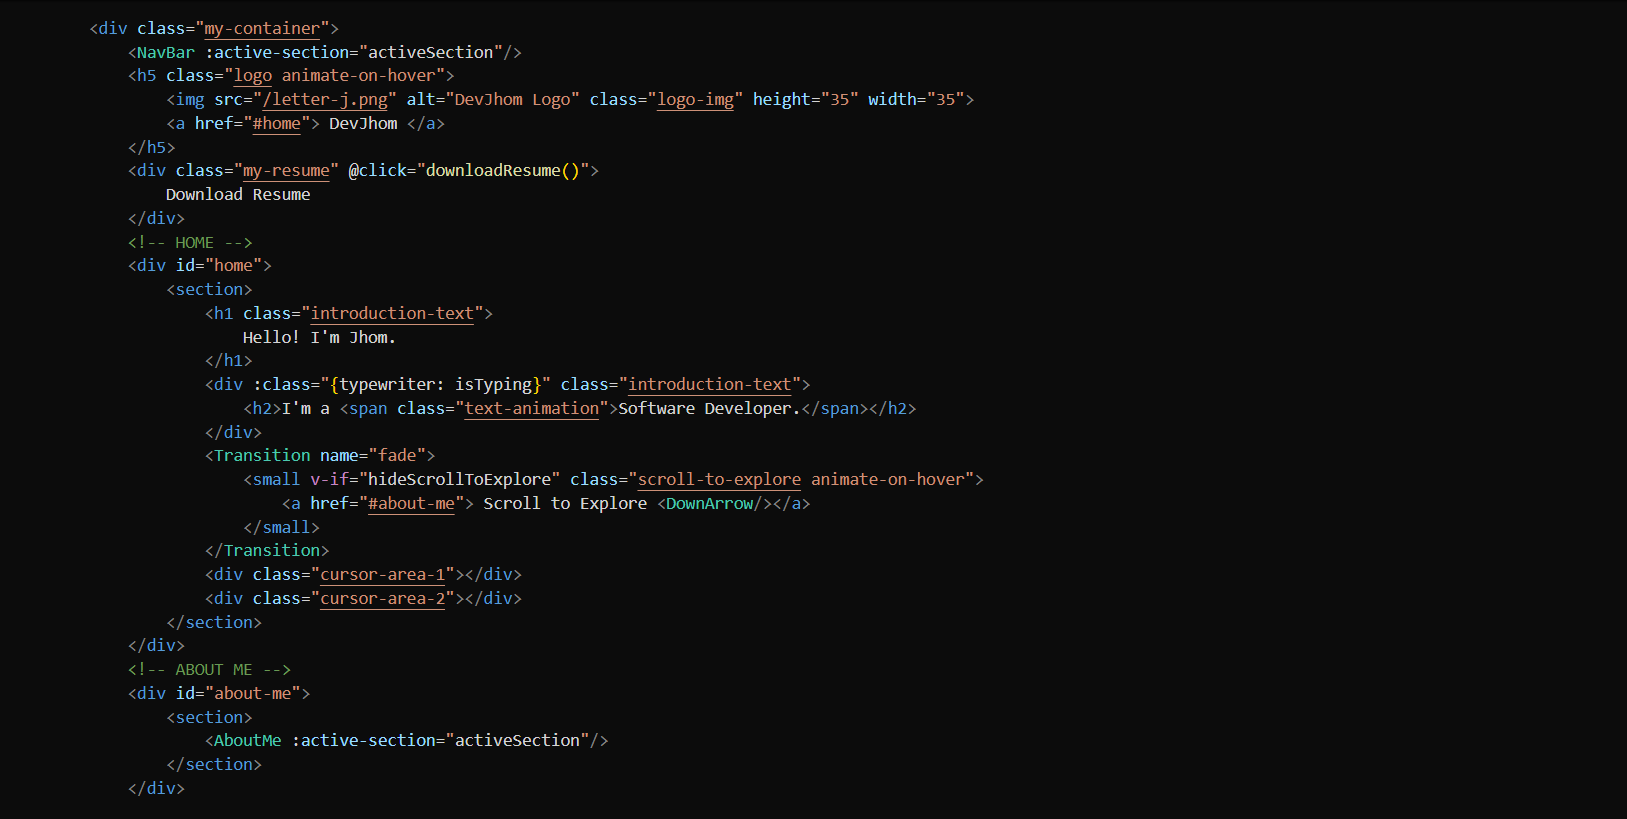 <div class="my-container">
<NavBar :active-section="activeSection"/>
<h5 class="logo animate-on-hover">
<img src="/letter-j.png" alt="DevJhom Logo" class="logo-img" height="35" width="35">
<a href="#home"> DevJhom </a>
</h5>
<div class="my-resume" @click="downloadResume()">
Download Resume
</div>
<!-- HOME -->
<div id="home">
<section>
<h1 class="introduction-text">
Hello! I'm Jhom.
</h1>
<div :class="{typewriter: isTyping}" class="introduction-text">
<h2>I'm a <span class="text-animation">Software Developer.</span></h2>
</div>
<Transition name="fade">
<small v-if="hideScrollToExplore" class="scroll-to-explore animate-on-hover">
<a href="#about-me"> Scroll to Explore <DownArrow/></a>
</small>
</Transition>
<div class="cursor-area-1"></div>
<div class="cursor-area-2"></div>
</section>
</div>
<!-- ABOUT ME -->
<div id="about-me">
<section>
<AboutMe :active-section="activeSection"/>
</section>
</div>